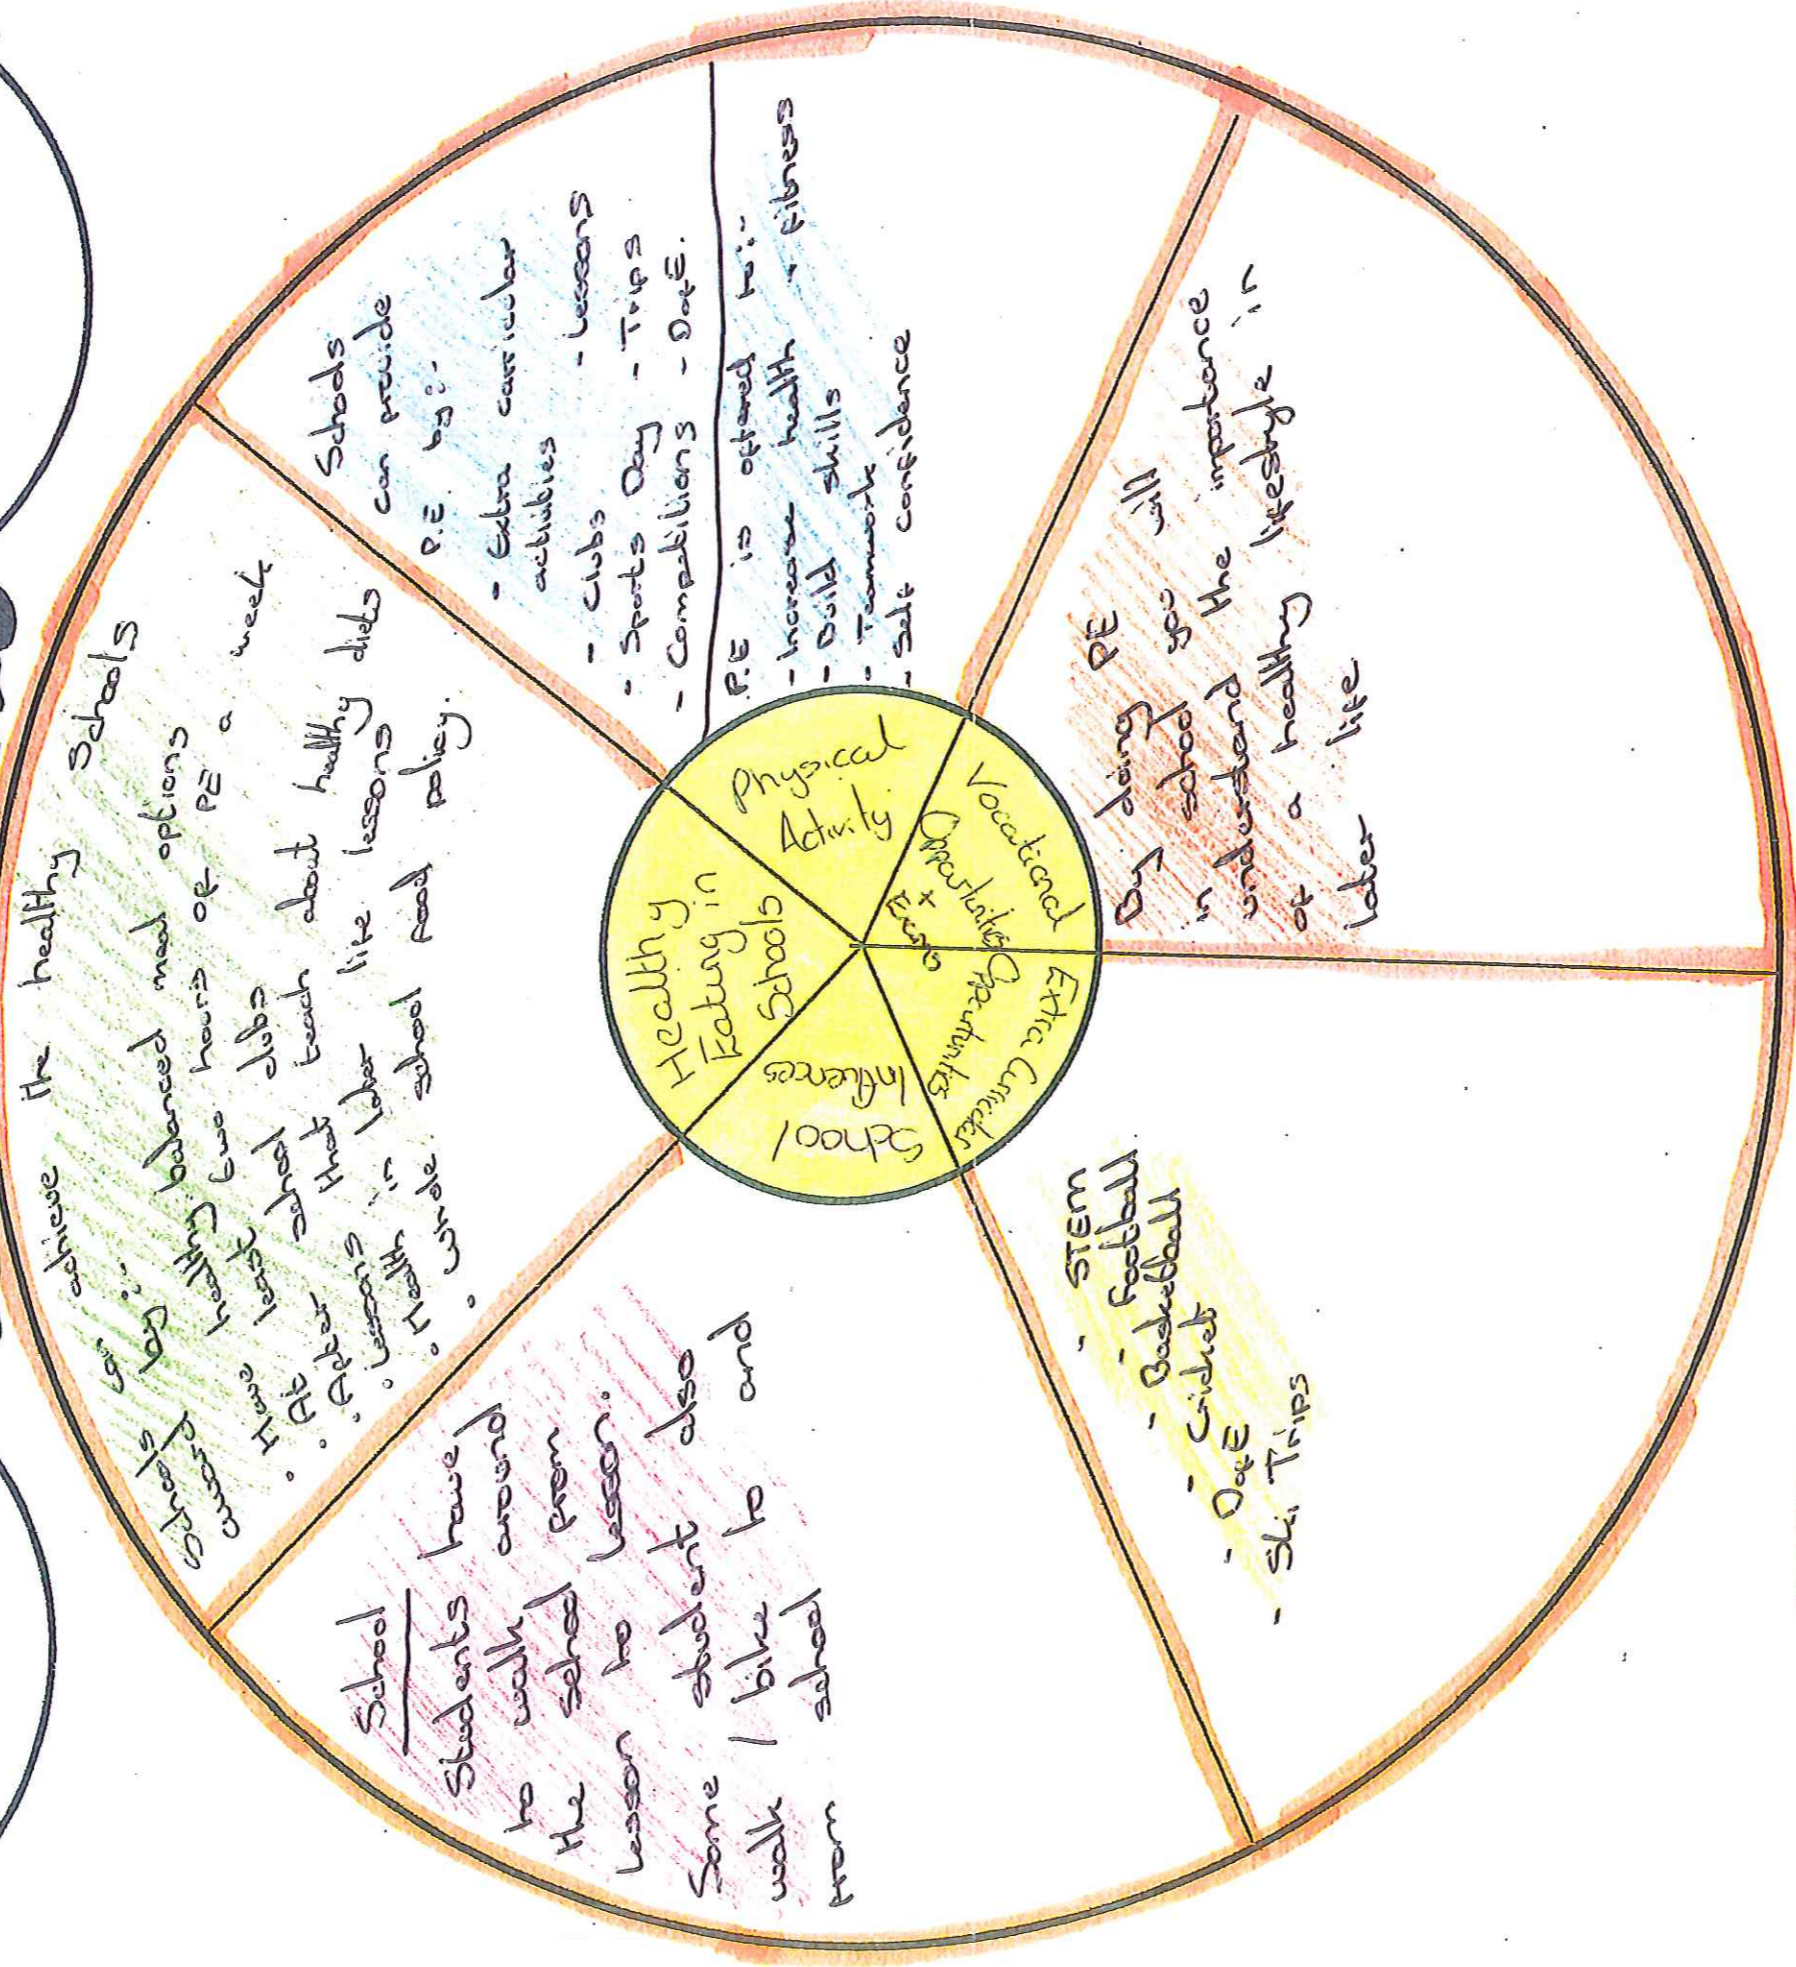 Healthy
Eating in
Schools
Physical
Activity
Vocational
Opportunities
+
Exams
Extra Curricular
Oppurtunities
School
Influences
Schools can achieve the healthy schools
award by:-
• Have healthy balanced meal options
• At least two hours of PE a week
• After school clubs
• Lessons that teach about healthy diets
• Health in later life lessons
• Whole school food policy.
Schools
can provide
P.E by:-
- Extra curricular
activities - Lessons
- Clubs
- Sports Day - Trips
- Competitions - DofE.
P.E is offered to:-
- Increase health + fitness
- Build skills
- Teamwork
- Self confidence
By doing PE
in school you will
understand the importance
of a healthy lifestyle in
later life
- STEM
- Football
- Basketball
- Cricket
- DofE
- Ski Trips
School
Students have
to walk around
the school from
lesson to lesson.
Some student also
walk / bike to and
from school